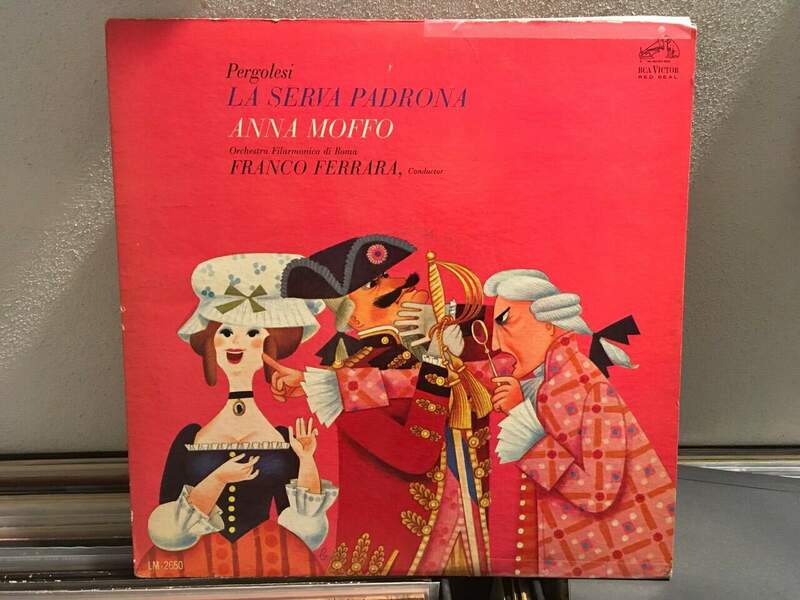 Pergolesi
LA SERVA PADRONA
ANNA MOFFO
Orchestra Filarmonica di Roma
FRANCO FERRARA, Conductor
RCA VICTOR
RED SEAL
LM-2650